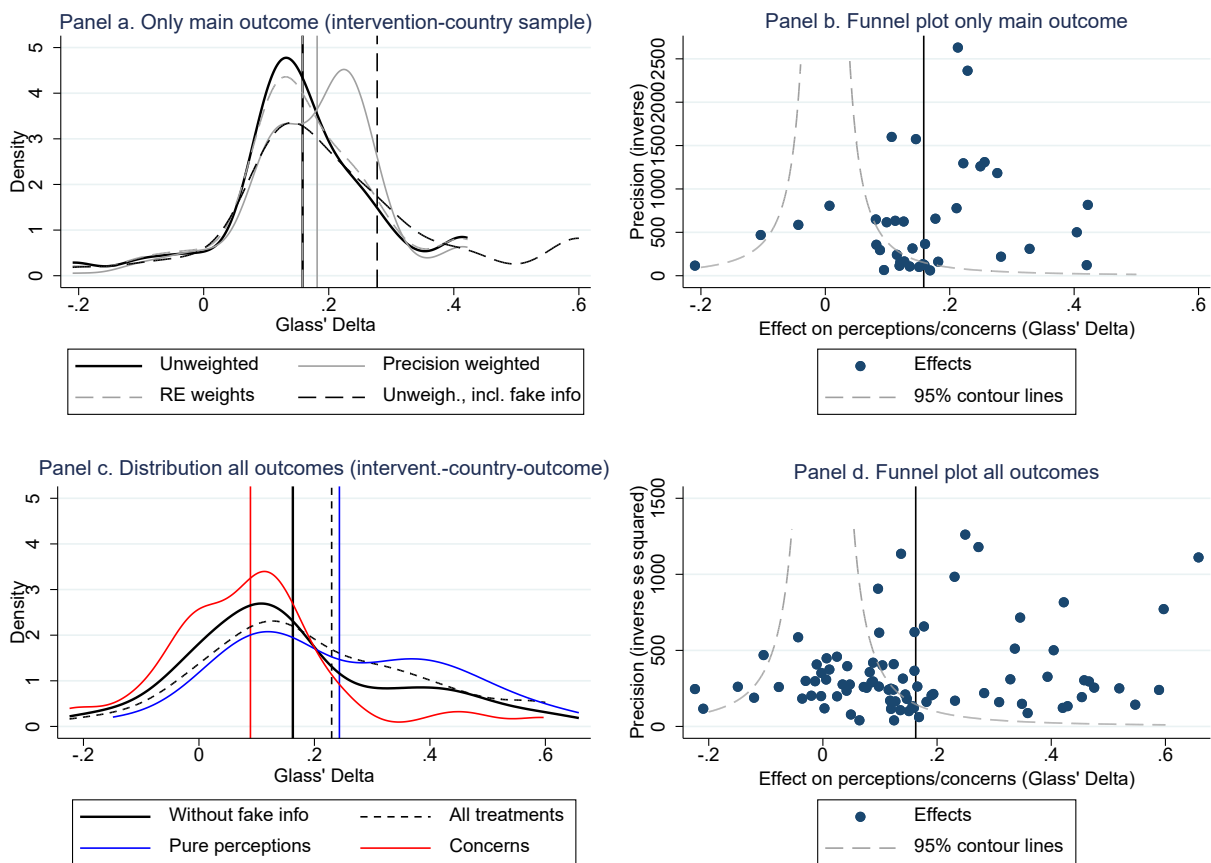 Panel a. Only main outcome (intervention-country sample)
5
4
3
2
1
0
Density
-.2
0
.2
.4
.6
Glass' Delta
Unweighted
Precision weighted
RE weights
Unweigh., incl. fake info
Panel b. Funnel plot only main outcome
2500
2000
1500
1000
500
0
Precision (inverse)
-.2
0
.2
.4
.6
Effect on perceptions/concerns (Glass' Delta)
Effects
95% contour lines
Panel c. Distribution all outcomes (intervent.-country-outcome)
5
4
3
2
1
0
Density
-.2
0
.2
.4
.6
Glass' Delta
Without fake info
All treatments
Pure perceptions
Concerns
Panel d. Funnel plot all outcomes
1500
1000
500
0
Precision (inverse se squared)
-.2
0
.2
.4
.6
Effect on perceptions/concerns (Glass' Delta)
Effects
95% contour lines